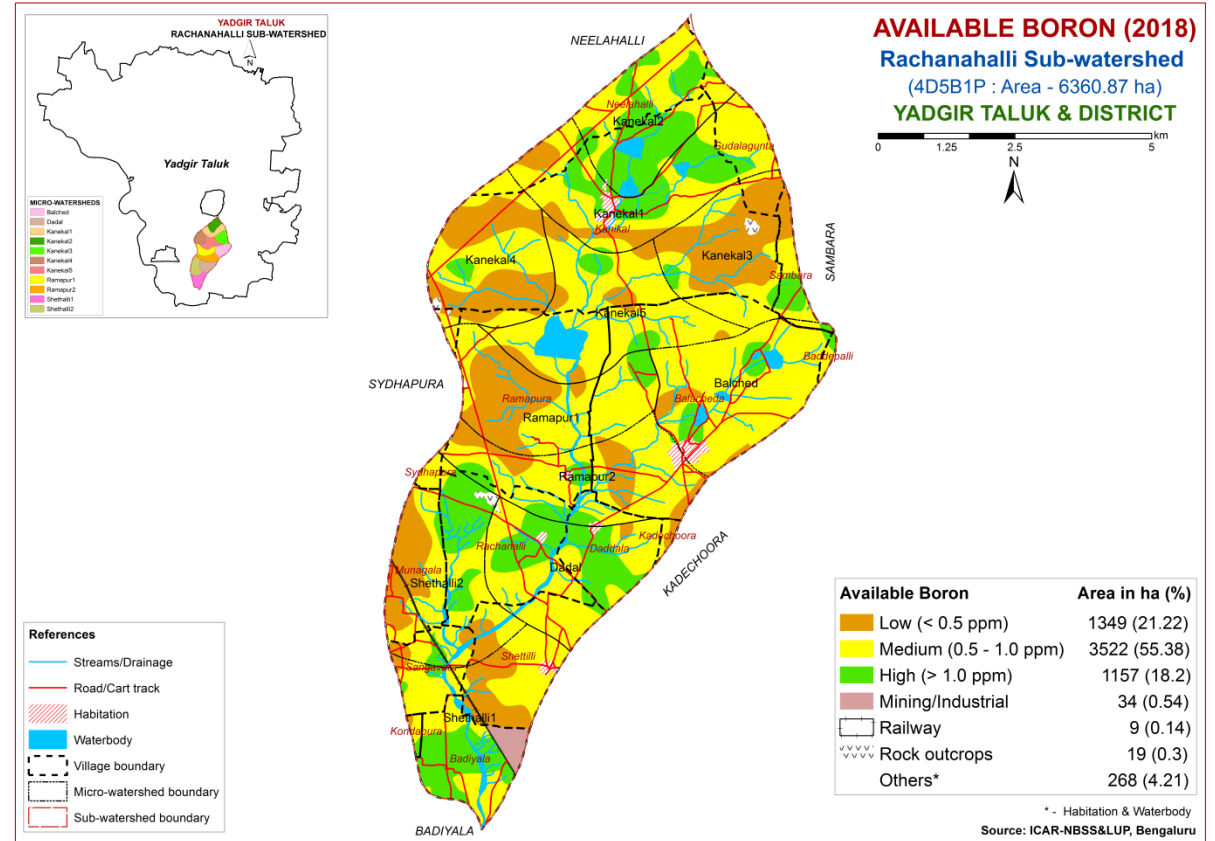 YADGIR TALUK
RACHANAHALLI SUB-WATERSHED
N
Yadgir Taluk
MICRO-WATERSHEDS
Balched
Dadal
Kanekal1
Kanekal2
Kanekal3
Kanekal4
Kanekal5
Ramapur1
Ramapur2
Shethalli1
Shethalli2
AVAILABLE BORON (2018)
Rachanahalli Sub-watershed
(4D5B1P : Area - 6360.87 ha)
YADGIR TALUK & DISTRICT
km
0 1.25 2.5 5
N
NEELAHALLI
Neelahalli
Kanekal2
Gudalagunta
Kanekal1
Kanikal
Kanekal4
Kanekal3
SAMBARA
Sambara
Kanekal5
Baddepalli
SYDHAPURA
Balched
Ramapura
Balacheda
Ramapur1
Sydhapura
Ramapur2
Rachanalli
Daddala
Kadechoora
KADECHOORA
Munagala
Dadal
Shethalli2
Shettilli
Shethalli1
Kondapura
Badiyala
BADIYALA
References
Streams/Drainage
Road/Cart track
Habitation
Waterbody
Village boundary
Micro-watershed boundary
Sub-watershed boundary
Available Boron Area in ha (%)
Low (< 0.5 ppm) 1349 (21.22)
Medium (0.5 - 1.0 ppm) 3522 (55.38)
High (> 1.0 ppm) 1157 (18.2)
Mining/Industrial 34 (0.54)
Railway 9 (0.14)
Rock outcrops 19 (0.3)
Others* 268 (4.21)
* - Habitation & Waterbody
Source: ICAR-NBSS&LUP, Bengaluru